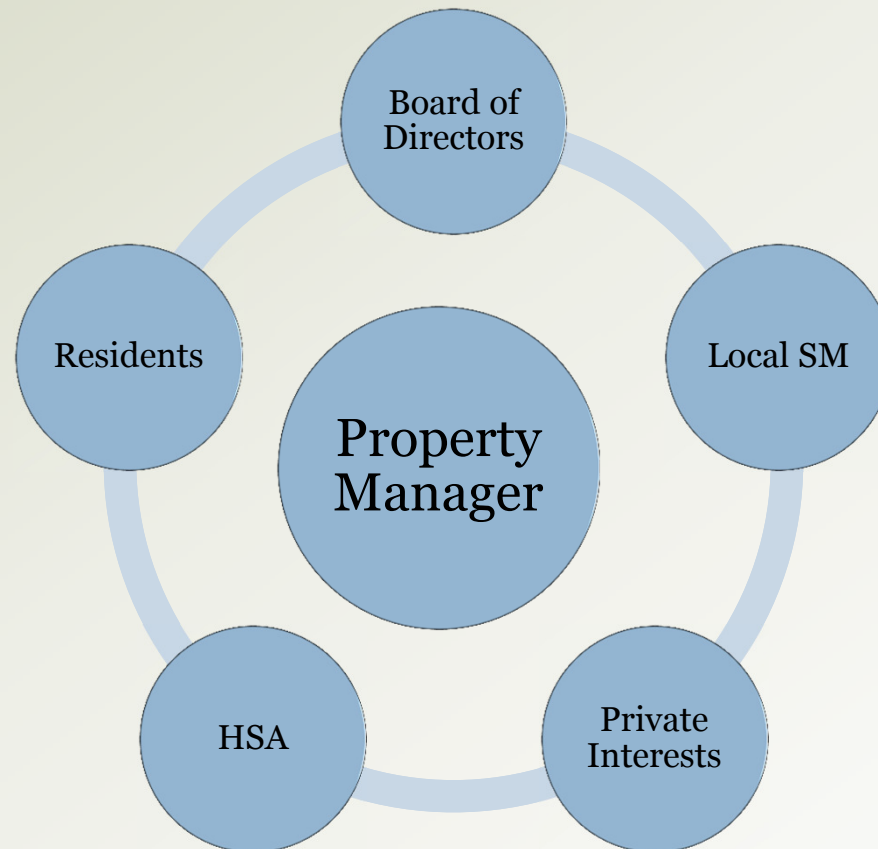 Board of
Directors
Residents
Local SM
Property
Manager
HSA
Private
Interests